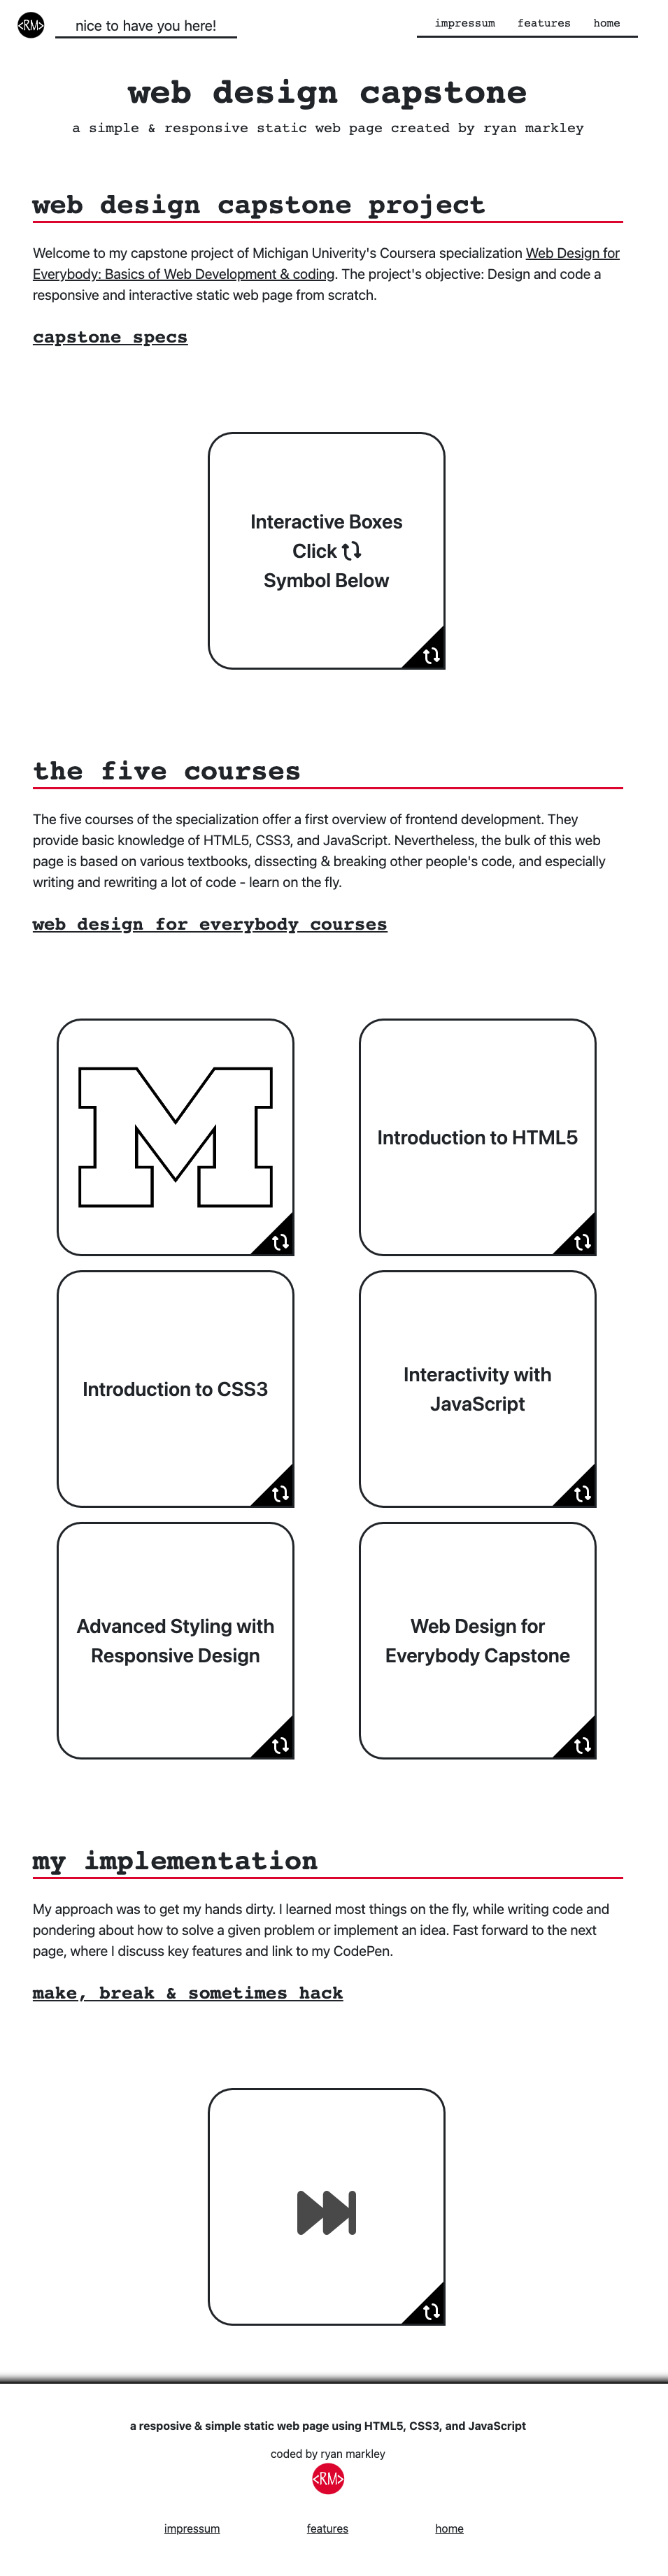 <RM>
nice to have you here!
impressum features home
web design capstone
a simple & responsive static web page created by ryan markley
web design capstone project
Welcome to my capstone project of Michigan Univerity's Coursera specialization Web Design for
Everybody: Basics of Web Development & coding. The project's objective: Design and code a
responsive and interactive static web page from scratch.
capstone specs
Interactive Boxes
Click
Symbol Below
the five courses
The five courses of the specialization offer a first overview of frontend development. They
provide basic knowledge of HTML5, CSS3, and JavaScript. Nevertheless, the bulk of this web
page is based on various textbooks, dissecting & breaking other people's code, and especially
writing and rewriting a lot of code - learn on the fly.
web design for everybody courses
M
Introduction to HTML5
Introduction to CSS3
Interactivity with
JavaScript
Advanced Styling with
Responsive Design
Web Design for
Everybody Capstone
my implementation
My approach was to get my hands dirty. I learned most things on the fly, while writing code and
pondering about how to solve a given problem or implement an idea. Fast forward to the next
page, where I discuss key features and link to my CodePen.
make, break & sometimes hack
a resposive & simple static web page using HTML5, CSS3, and JavaScript
coded by ryan markley
<RM>
impressum features home